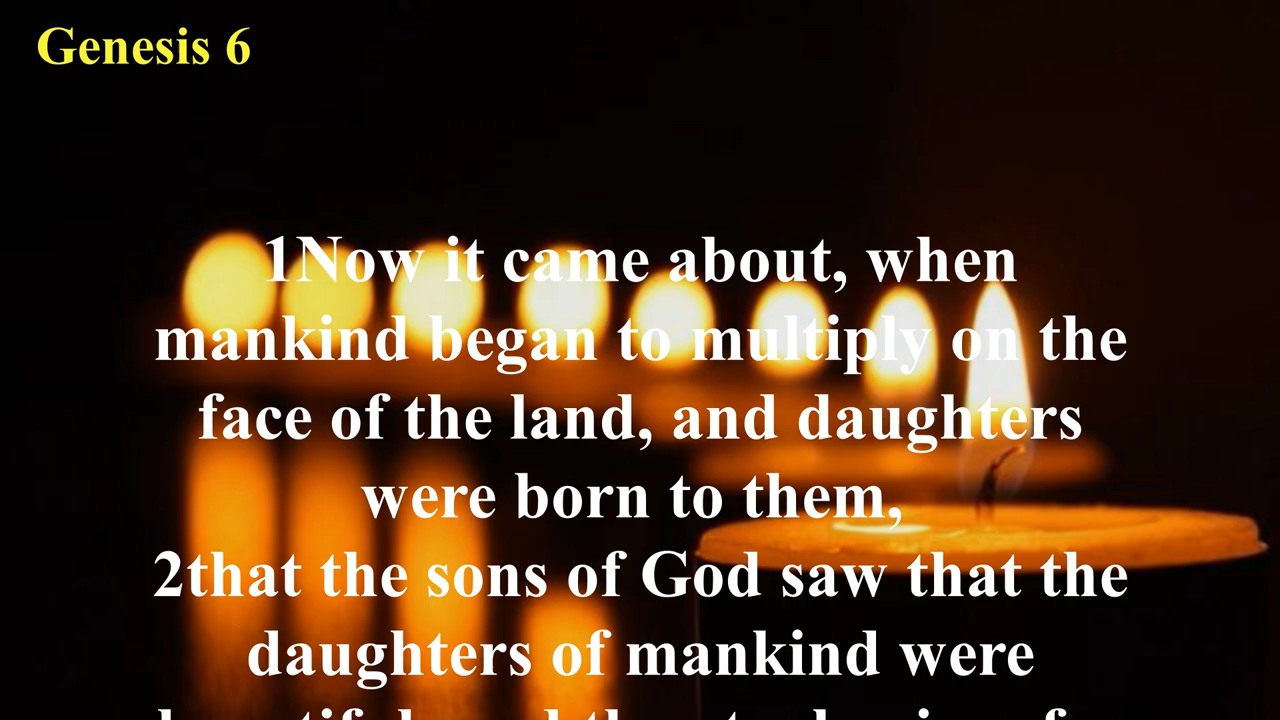 Genesis 6
1Now it came about, when
mankind began to multiply on the
face of the land, and daughters
were born to them,
2that the sons of God saw that the
daughters of mankind were